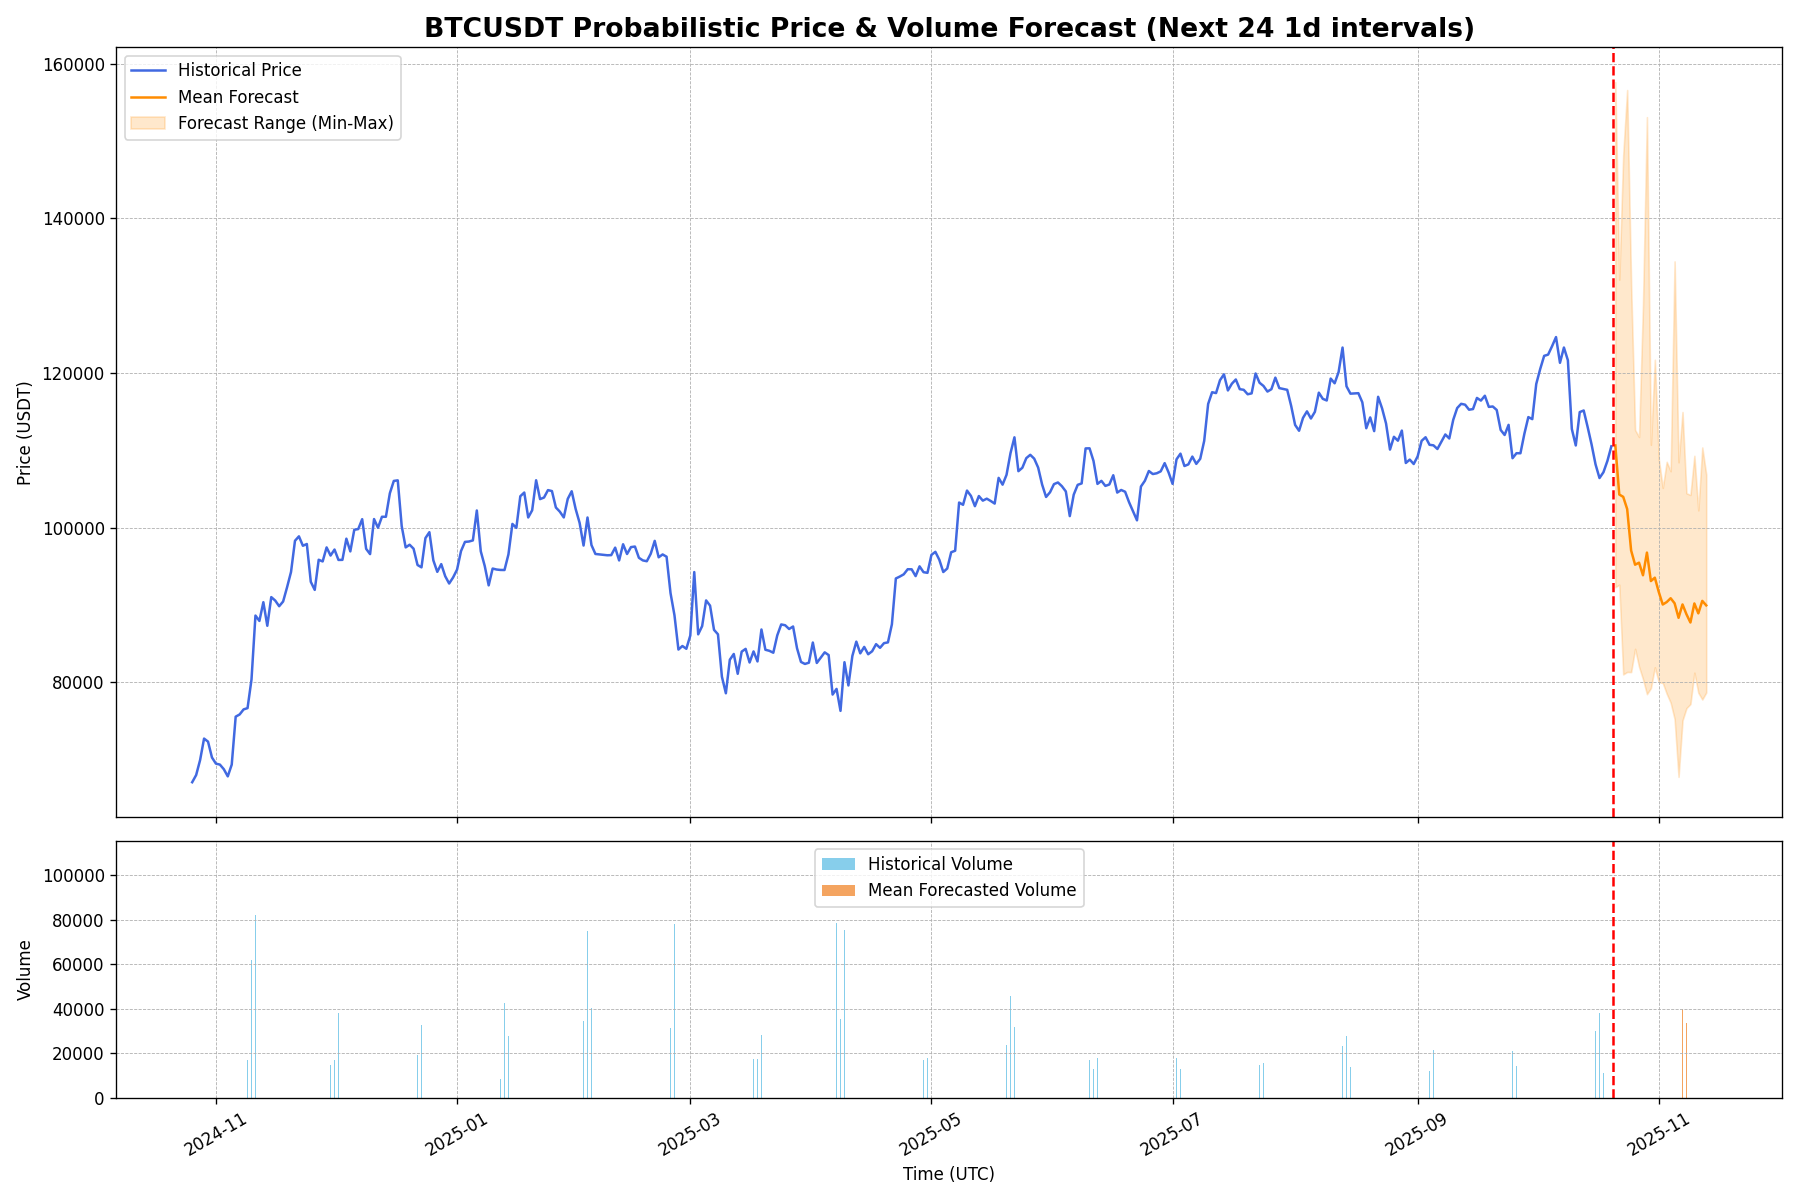 BTCUSDT Probabilistic Price & Volume Forecast (Next 24 1d intervals)
Historical Price
Mean Forecast
Forecast Range (Min-Max)
160000
140000
120000
100000
80000
Price (USDT)
Historical Volume
Mean Forecasted Volume
100000
80000
60000
40000
20000
0
Volume
2024-11
2025-01
2025-03
2025-05
2025-07
2025-09
2025-11
Time (UTC)